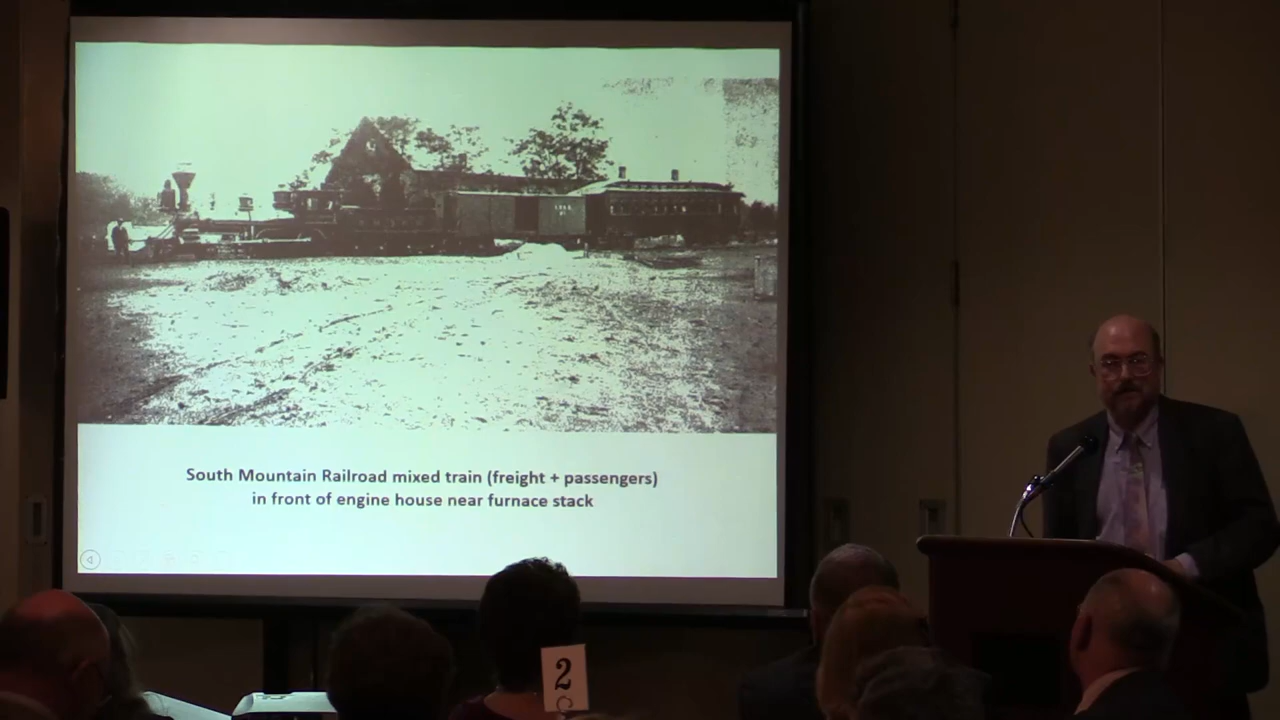 South Mountain Railroad mixed train (freight + passengers)
in front of engine house near furnace stack
2